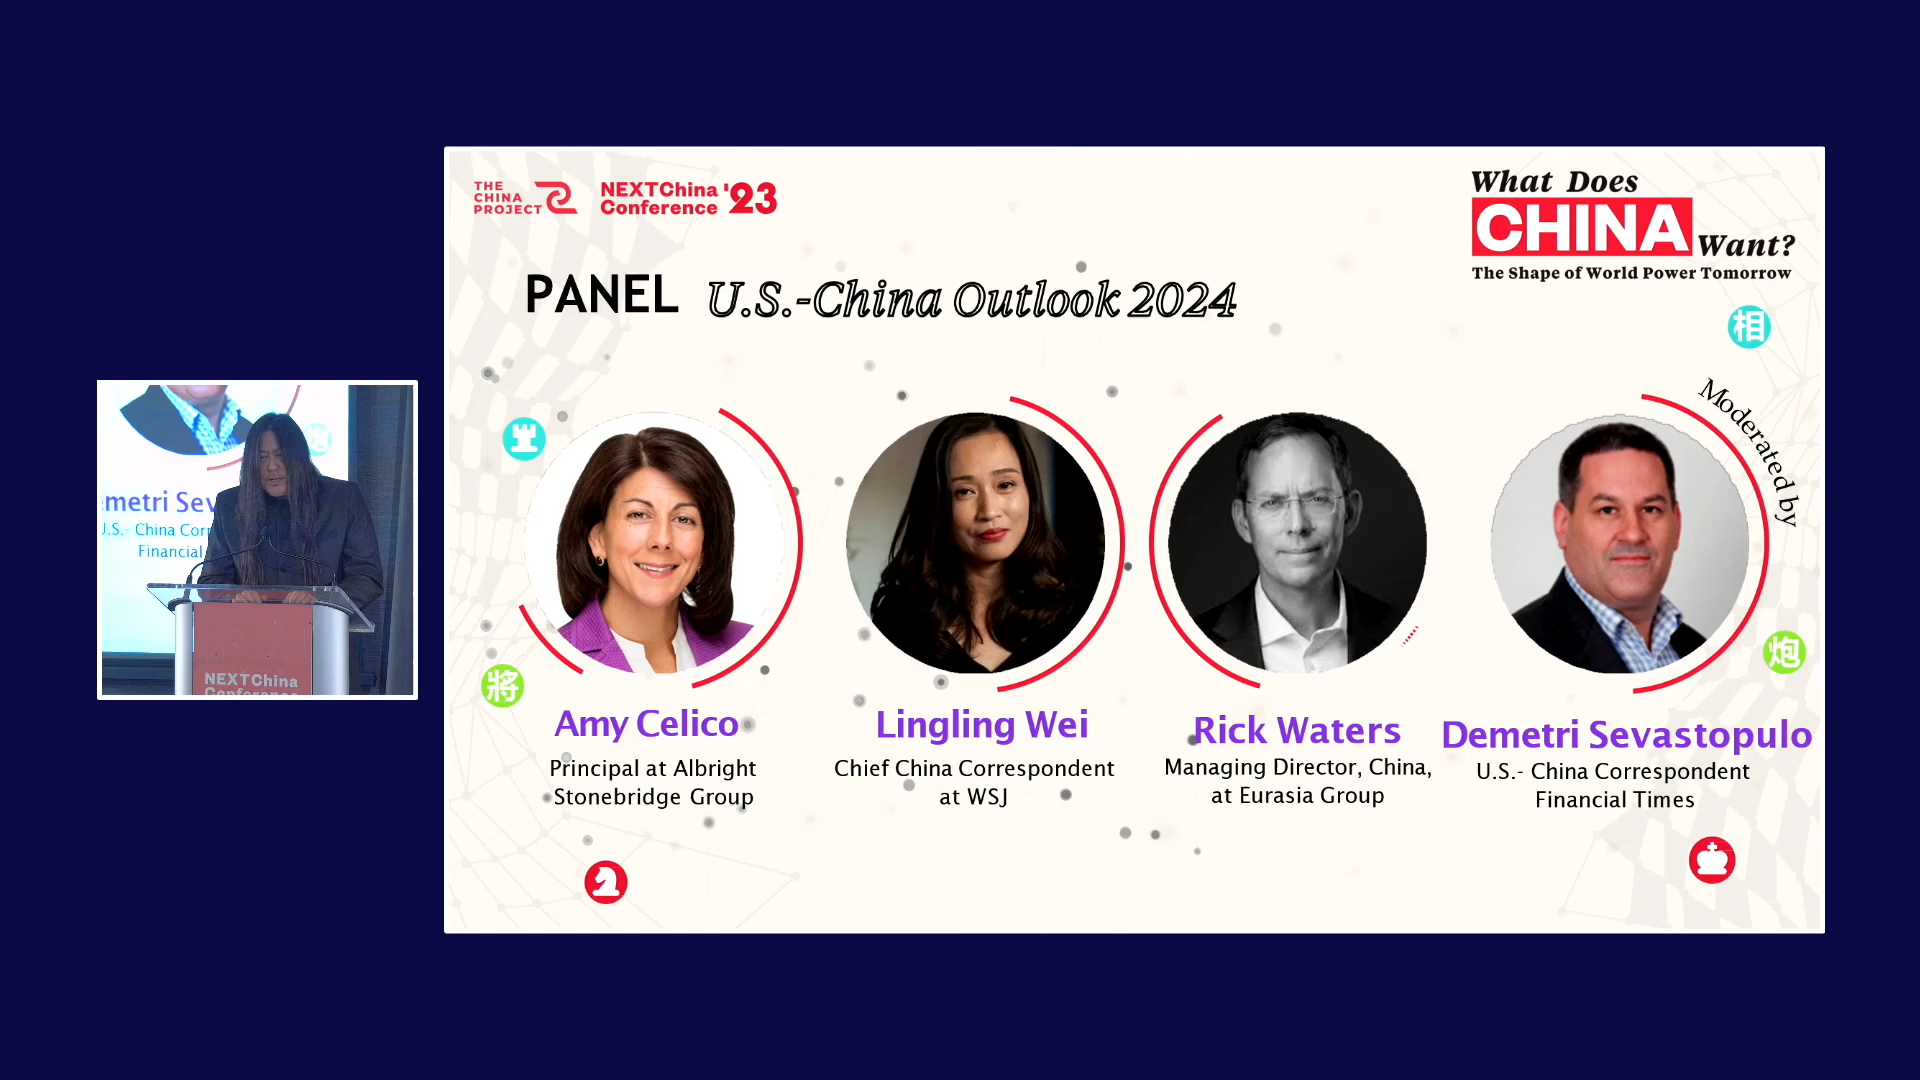 THE
CHINA
PROJECT
NEXTChina
Conference
'23
What Does
CHINA
Want?
The Shape of World Power Tomorrow
PANEL U.S.-China Outlook 2024
相
Moderated by
將
炮
Amy Celico
Principal at Albright
Stonebridge Group
Lingling Wei
Chief China Correspondent
at WSJ
Rick Waters
Managing Director, China,
at Eurasia Group
Demetri Sevastopulo
U.S.- China Correspondent
Financial Times
metri Sev
U.S.- China Corr
Financial
NEXTChina
Conference